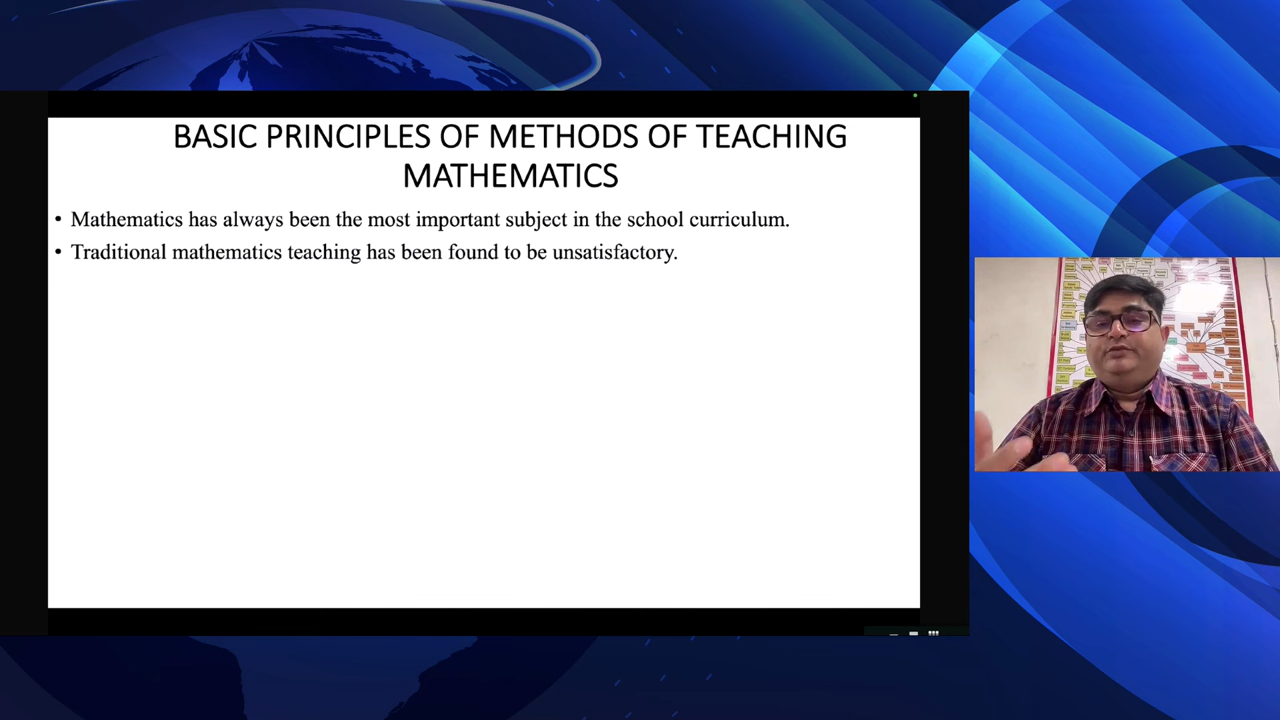 BASIC PRINCIPLES OF METHODS OF TEACHING
MATHEMATICS
• Mathematics has always been the most important subject in the school curriculum.
• Traditional mathematics teaching has been found to be unsatisfactory.